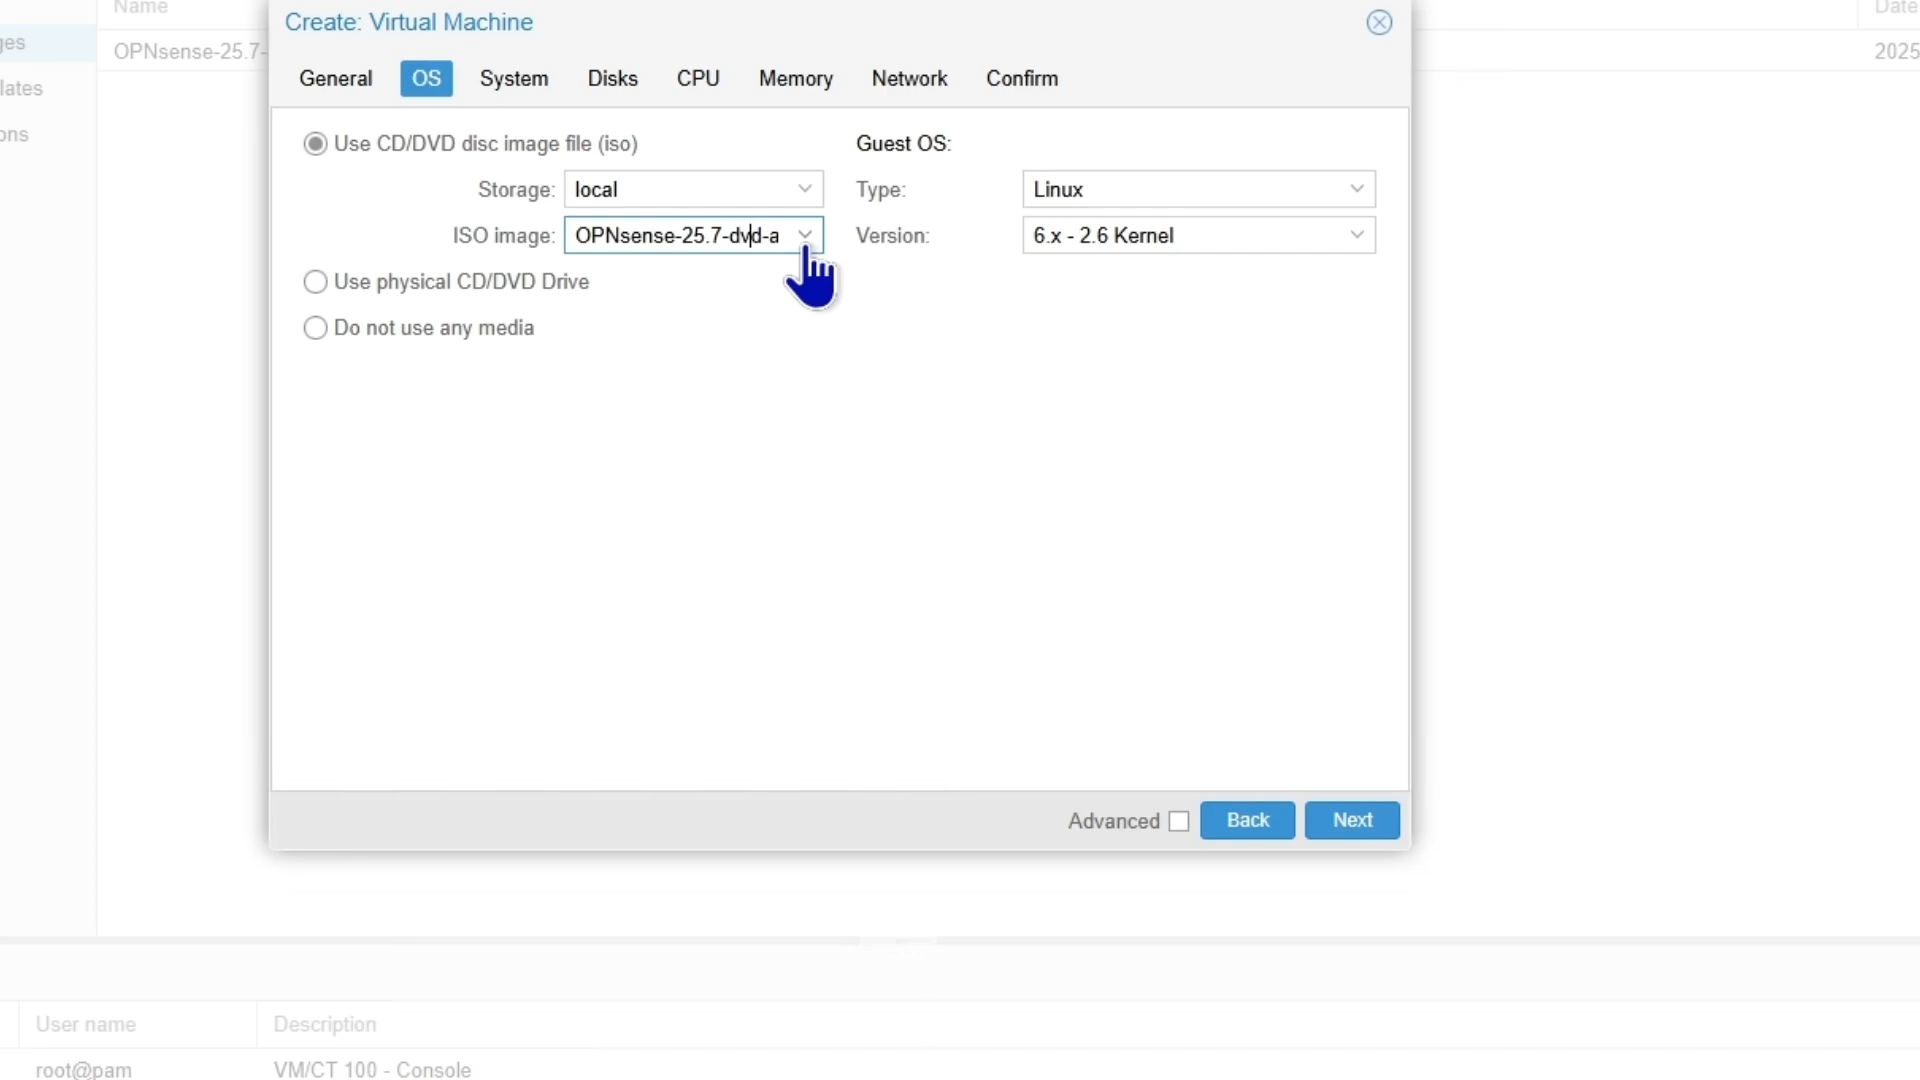 Name
Date
Create: Virtual Machine
ges
OPNsense-25.7-
2025
General OS System Disks CPU Memory Network Confirm
lates
ons
Use CD/DVD disc image file (iso)
Guest OS:
Storage: local
Type: Linux
ISO image: OPNsense-25.7-dvd-a
Version: 6.x - 2.6 Kernel
Use physical CD/DVD Drive
Do not use any media
Advanced
Back
Next
User name
Description
root@pam
VM/CT 100 - Console